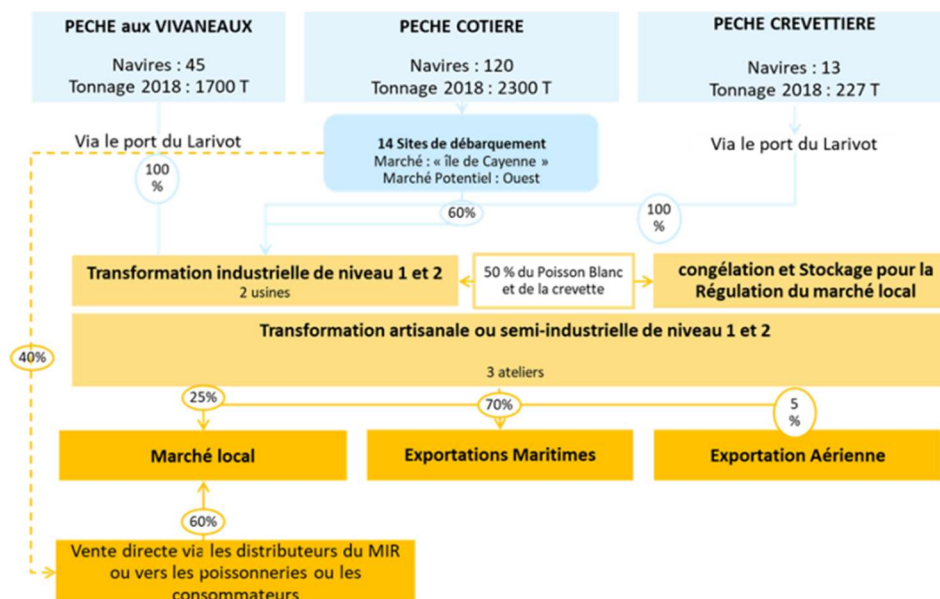 PECHE aux VIVANEAUX
Navires : 45
Tonnage 2018 : 1700 T
PECHE COTIERE
Navires : 120
Tonnage 2018 : 2300 T
PECHE CREVETTIERE
Navires : 13
Tonnage 2018 : 227 T
Via le port du Larivot
14 Sites de débarquement
Marché : « île de Cayenne »
Marché Potentiel : Ouest
Via le port du Larivot
100
%
60%
100
%
Transformation industrielle de niveau 1 et 2
2 usines
50 % du Poisson Blanc
et de la crevette
congélation et Stockage pour la
Régulation du marché local
Transformation artisanale ou semi-industrielle de niveau 1 et 2
3 ateliers
40%
25%
70%
5
%
Marché local
Exportations Maritimes
Exportation Aérienne
60%
Vente directe via les distributeurs du MIR
ou vers les poissonneries ou les
consommateurs